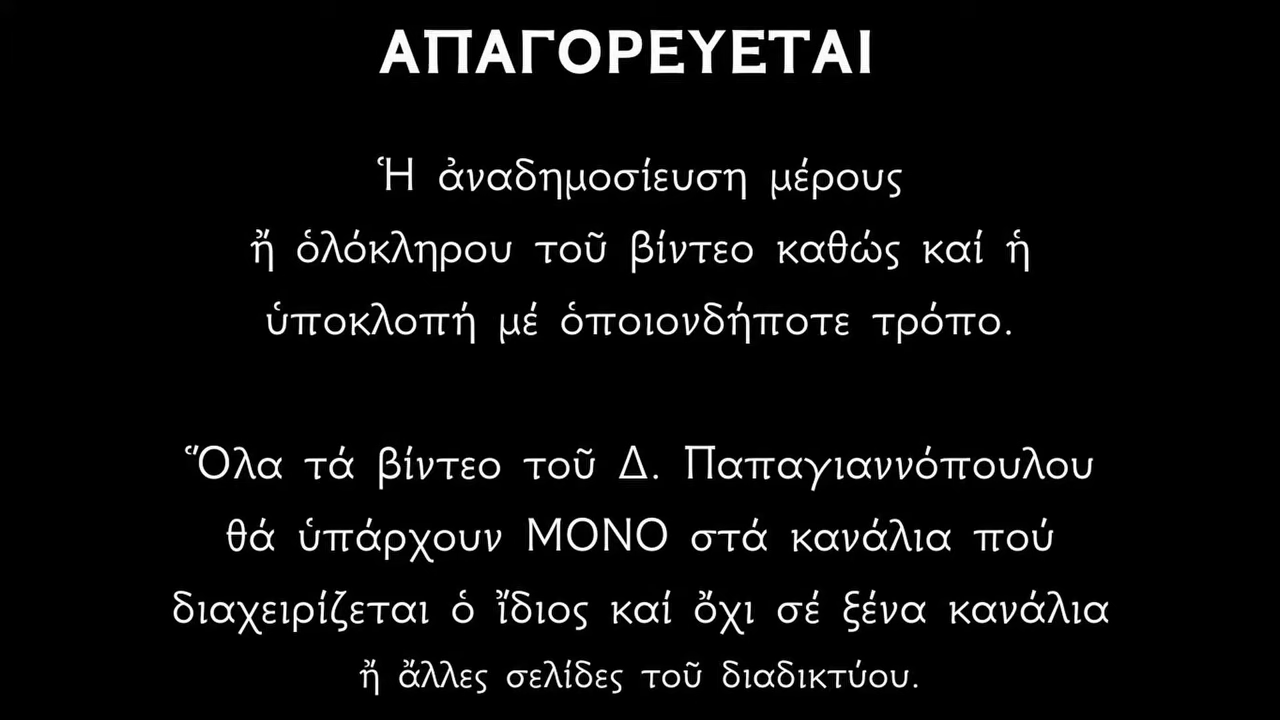 ΑΠΑΓΟΡΕΥΕΤΑΙ
Ἡ ἀναδημοσίευση μέρους
ἤ ὁλόκληρου τοῦ βίντεο καθώς καί ἡ
ὑποκλοπή μέ ὁποιονδήποτε τρόπο.
Ὅλα τά βίντεο τοῦ Δ. Παπαγιαννόπουλου
θά ὑπάρχουν ΜΟΝΟ στά κανάλια πού
διαχειρίζεται ὁ ἴδιος καί ὄχι σέ ξένα κανάλια
ἤ ἄλλες σελίδες τοῦ διαδικτύου.